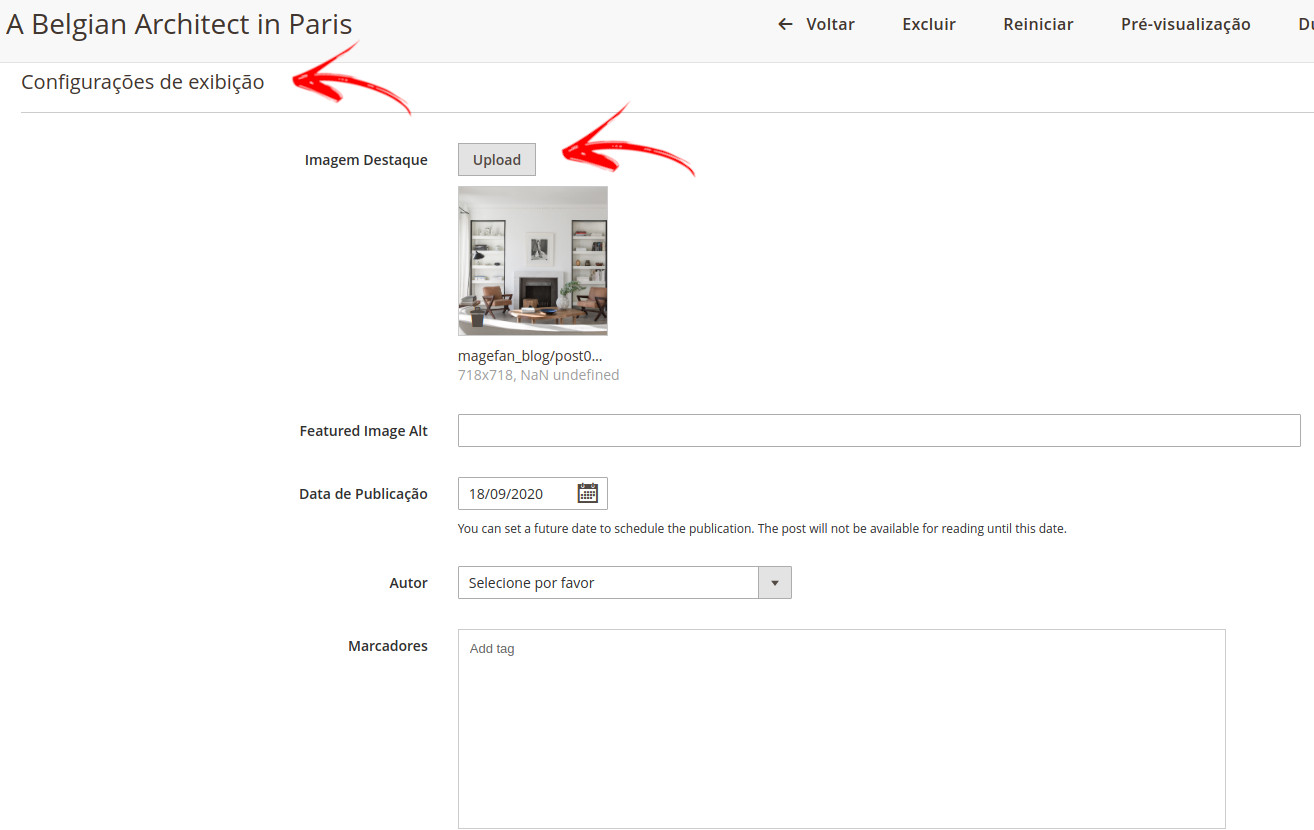 A Belgian Architect in Paris
Voltar Excluir Reiniciar Pré-visualização
Configurações de exibição
Imagem Destaque Upload
magefan_blog/post0...
718x718, NaN undefined
Featured Image Alt
Data de Publicação 18/09/2020
You can set a future date to schedule the publication. The post will not be available for reading until this date.
Autor Selecione por favor
Marcadores Add tag